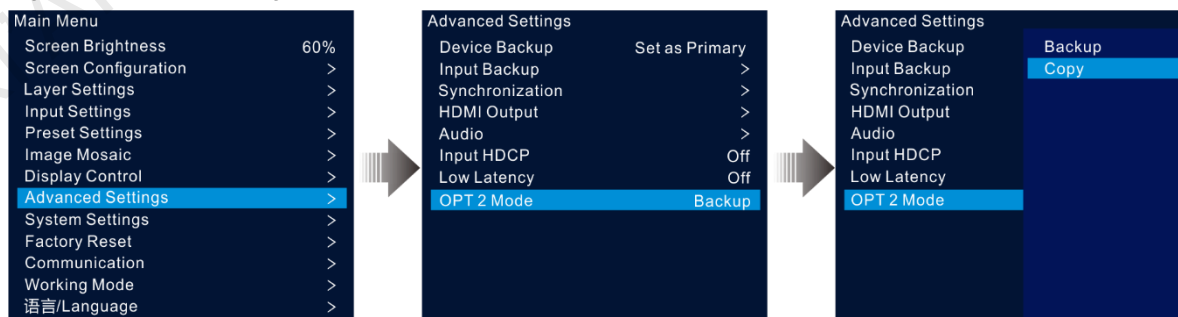 Main Menu
Screen Brightness 60%
Screen Configuration >
Layer Settings >
Input Settings >
Preset Settings >
Image Mosaic >
Display Control >
Advanced Settings >
System Settings >
Factory Reset >
Communication >
Working Mode >
语言/Language >
Advanced Settings
Device Backup Set as Primary
Input Backup >
Synchronization >
HDMI Output >
Audio >
Input HDCP Off
Low Latency Off
OPT 2 Mode Backup
Advanced Settings
Device Backup
Input Backup
Synchronization
HDMI Output
Audio
Input HDCP
Low Latency
OPT 2 Mode
Backup
Copy